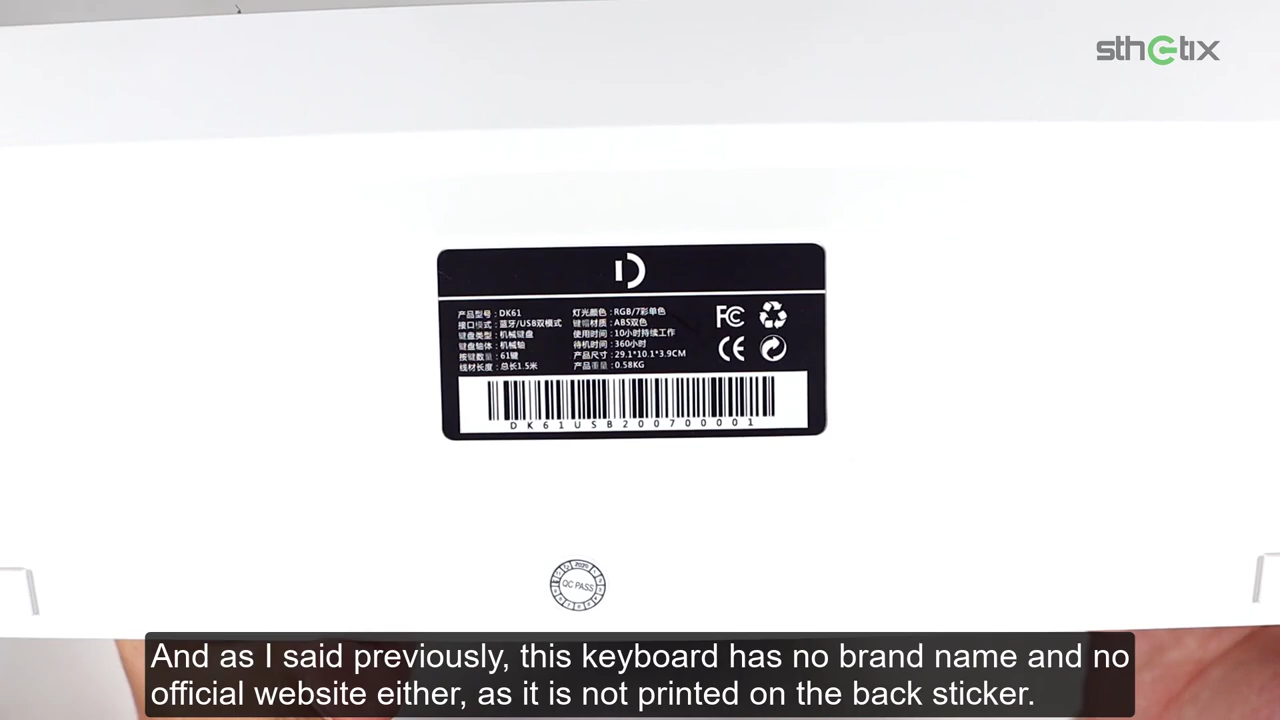 sthetix
产品型号：DK61
接口模式：蓝牙/USB双模式
键盘类型：机械键盘
键盘轴体：机械轴
按键数量：61键
线材长度：总长1.5米
灯光颜色：RGB/7彩单色
键帽材质：ABS双色
使用时间：10小时持续工作
待机时间：360小时
产品尺寸：29.1*10.1*3.9CM
产品重量：0.58KG
FC
CE
DK61USB200700001
2020
QC PASS
And as I said previously, this keyboard has no brand name and no
official website either, as it is not printed on the back sticker.